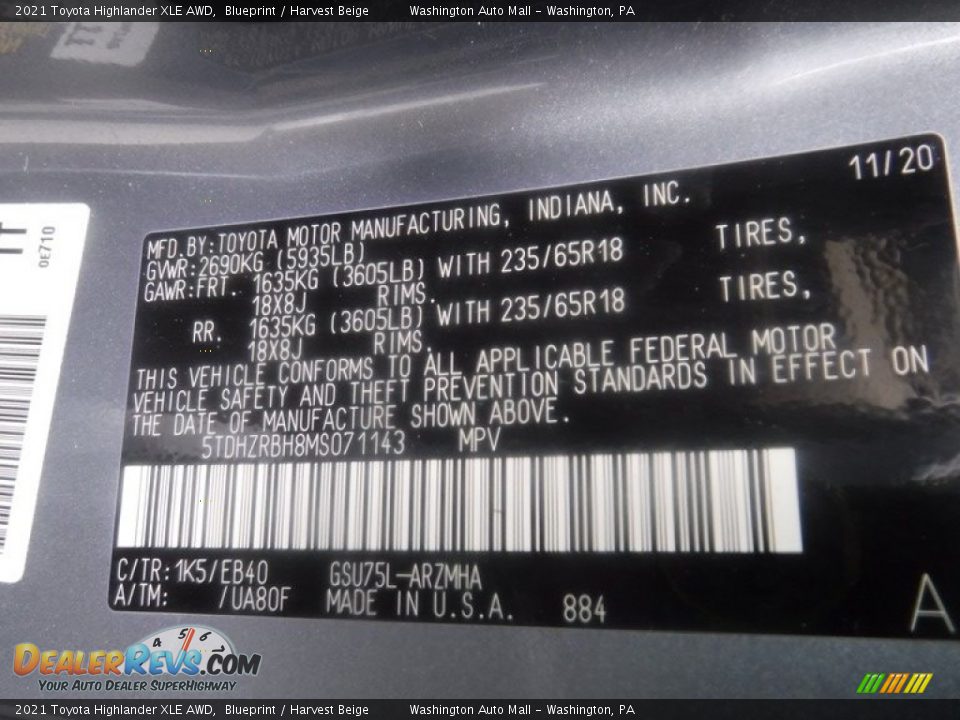 2021 Toyota Highlander XLE AWD,  Blueprint / Harvest Beige          Washington Auto Mall - Washington, PA
11/20
MFD.BY:TOYOTA MOTOR MANUFACTURING, INDIANA, INC.
GVWR:2690KG (5935LB)
GAWR:FRT. 1635KG (3605LB) WITH 235/65R18 TIRES,
18X8J RIMS.
RR. 1635KG (3605LB) WITH 235/65R18 TIRES,
18X8J RIMS.
THIS VEHICLE CONFORMS TO ALL APPLICABLE FEDERAL MOTOR
VEHICLE SAFETY AND THEFT PREVENTION STANDARDS IN EFFECT ON
THE DATE OF MANUFACTURE SHOWN ABOVE.
5TDHZRBH8MS071143 MPV
C/TR:1K5/EB40 GSU75L-ARZMHA
A/TM: /UA80F MADE IN U.S.A. 884
A
0E710
4 5 6 7
DealerRevs.com
Your Auto Dealer SuperHighway
2021 Toyota Highlander XLE AWD,  Blueprint / Harvest Beige          Washington Auto Mall - Washington, PA